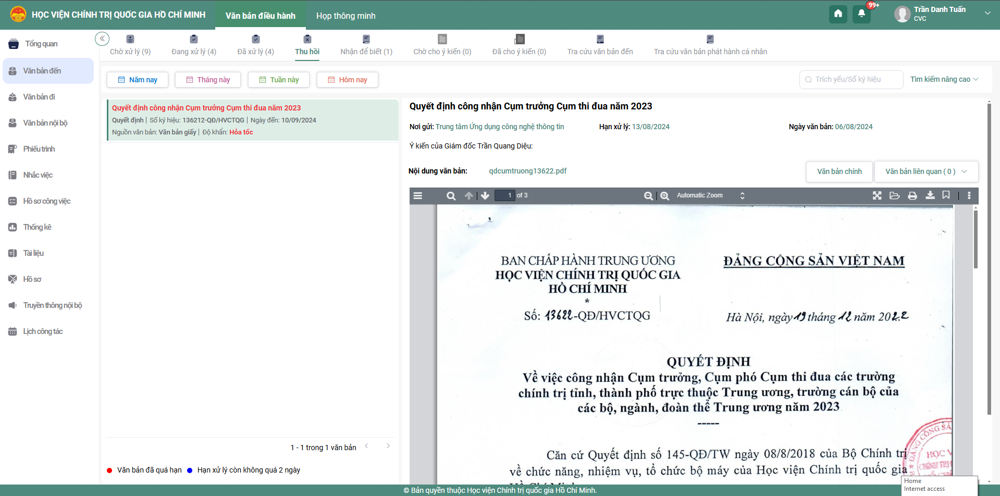 HỌC VIỆN CHÍNH TRỊ QUỐC GIA HỒ CHÍ MINH
Văn bản điều hành
Họp thông minh
99+
Trần Danh Tuấn
CVC
Tổng quan
Văn bản đến
Văn bản đi
Văn bản nội bộ
Phiếu trình
Nhắc việc
Hồ sơ công việc
Thống kê
Tài liệu
Hồ sơ
Truyền thông nội bộ
Lịch công tác
Chờ xử lý (9)
Đang xử lý (4)
Đã xử lý (4)
Thu hồi
Nhận để biết (1)
Chờ cho ý kiến (0)
Đã cho ý kiến (0)
Tra cứu văn bản đến
Tra cứu văn bản phát hành cá nhân
Năm nay
Tháng này
Tuần này
Hôm nay
Trích yếu/Số ký hiệu
Tìm kiếm nâng cao
Quyết định công nhận Cụm trưởng Cụm thi đua năm 2023
Quyết định | Số ký hiệu: 136212-QĐ/HVCTQG | Ngày đến: 10/09/2024
Nguồn văn bản: Văn bản giấy | Độ khẩn: Hỏa tốc
1 - 1 trong 1 văn bản
Văn bản đã quá hạn
Hạn xử lý còn không quá 2 ngày
Quyết định công nhận Cụm trưởng Cụm thi đua năm 2023
Nơi gửi: Trung tâm Ứng dụng công nghệ thông tin
Hạn xử lý: 13/08/2024
Ngày văn bản: 06/08/2024
Ý kiến của Giám đốc Trần Quang Diệu:
Nội dung văn bản:
qdcumtruong13622.pdf
Văn bản chính
Văn bản liên quan ( 0 )
1 of 3
Automatic Zoom
BAN CHẤP HÀNH TRUNG ƯƠNG
HỌC VIỆN CHÍNH TRỊ QUỐC GIA
HỒ CHÍ MINH
*
Số: 13622-QĐ/HVCTQG
ĐẢNG CỘNG SẢN VIỆT NAM
Hà Nội, ngày 19 tháng 12 năm 2022
QUYẾT ĐỊNH
Về việc công nhận Cụm trưởng, Cụm phó Cụm thi đua các trường
chính trị tỉnh, thành phố trực thuộc Trung ương, trường cán bộ của
các bộ, ngành, đoàn thể Trung ương năm 2023
-----
Căn cứ Quyết định số 145-QĐ/TW ngày 08/8/2018 của Bộ Chính trị
về chức năng, nhiệm vụ, tổ chức bộ máy của Học viện Chính trị quốc gia
Hồ Chí Minh
Home
Internet access
© Bản quyền thuộc Học viện Chính trị quốc gia Hồ Chí Minh.